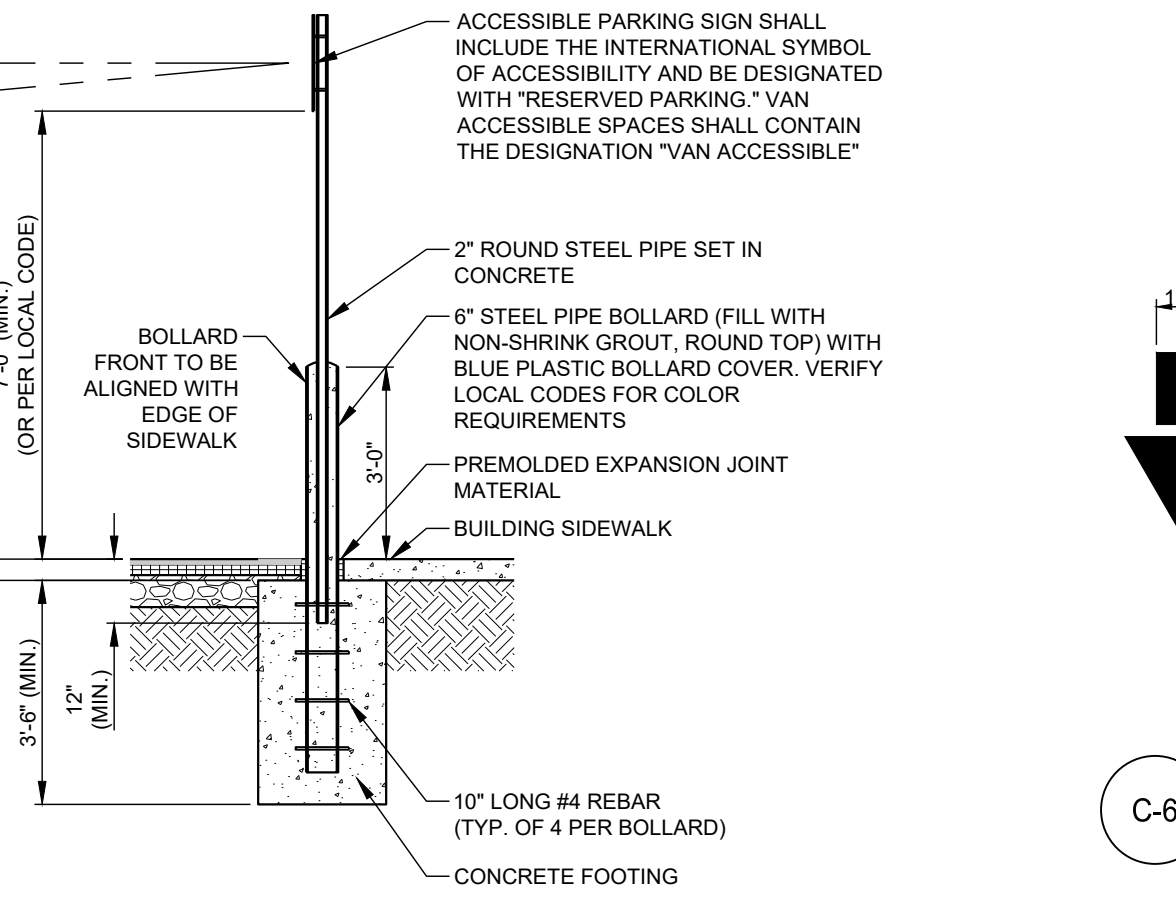 ACCESSIBLE PARKING SIGN SHALL
INCLUDE THE INTERNATIONAL SYMBOL
OF ACCESSIBILITY AND BE DESIGNATED
WITH "RESERVED PARKING." VAN
ACCESSIBLE SPACES SHALL CONTAIN
THE DESIGNATION "VAN ACCESSIBLE"
(MIN.)
(OR PER LOCAL CODE)
2" ROUND STEEL PIPE SET IN
CONCRETE
BOLLARD
FRONT TO BE
ALIGNED WITH
EDGE OF
SIDEWALK
6" STEEL PIPE BOLLARD (FILL WITH
NON-SHRINK GROUT, ROUND TOP) WITH
BLUE PLASTIC BOLLARD COVER. VERIFY
LOCAL CODES FOR COLOR
REQUIREMENTS
3'-0"
PREMOLDED EXPANSION JOINT
MATERIAL
BUILDING SIDEWALK
3'-6" (MIN.)
12"
(MIN.)
10" LONG #4 REBAR
(TYP. OF 4 PER BOLLARD)
CONCRETE FOOTING
1
C-6